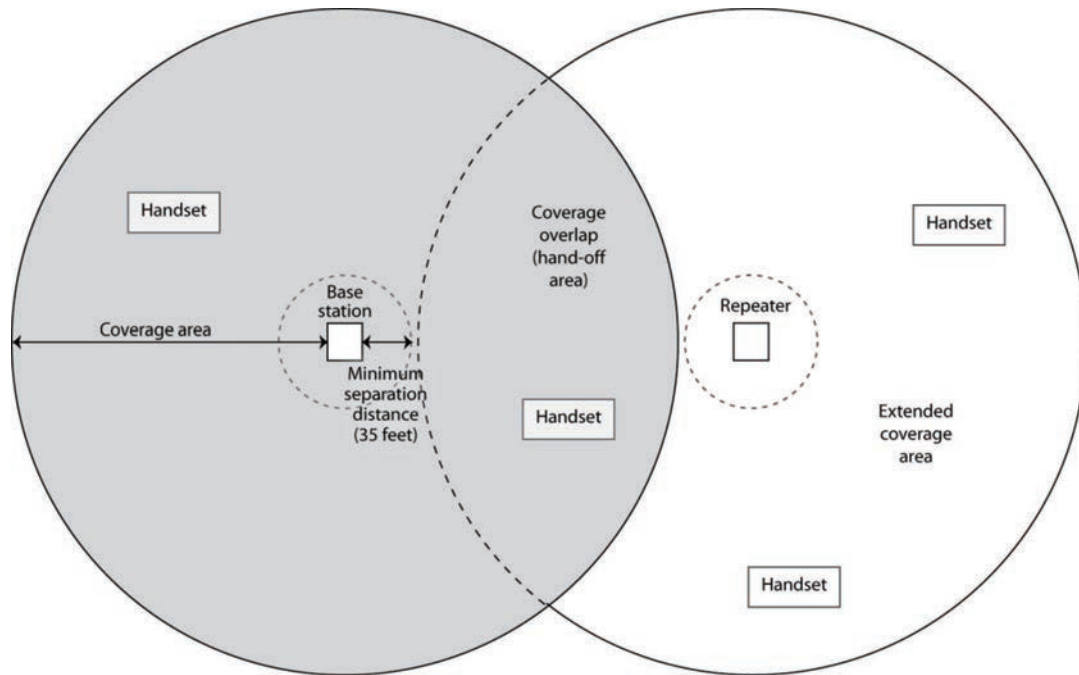 Handset
Coverage area
Base
station
Minimum
separation
distance
(35 feet)
Coverage
overlap
(hand-off
area)
Handset
Repeater
Handset
Extended
coverage
area
Handset